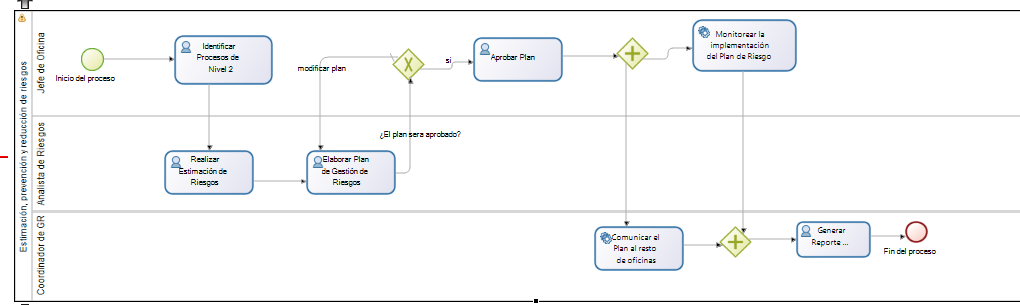 Estimación, prevención y reducción de riesgos
Jefe de Oficina
Inicio del proceso
Identificar
Procesos de
Nivel 2
modificar plan
si
Aprobar Plan
Monitorear la
implementación
del Plan de Riesgo
¿El plan sera aprobado?
Analista de Riesgos
Realizar
Estimación de
Riesgos
Elaborar Plan
de Gestión de
Riesgos
Coordinador de GR
Comunicar el
Plan al resto
de oficinas
Generar
Reporte ...
Fin del proceso